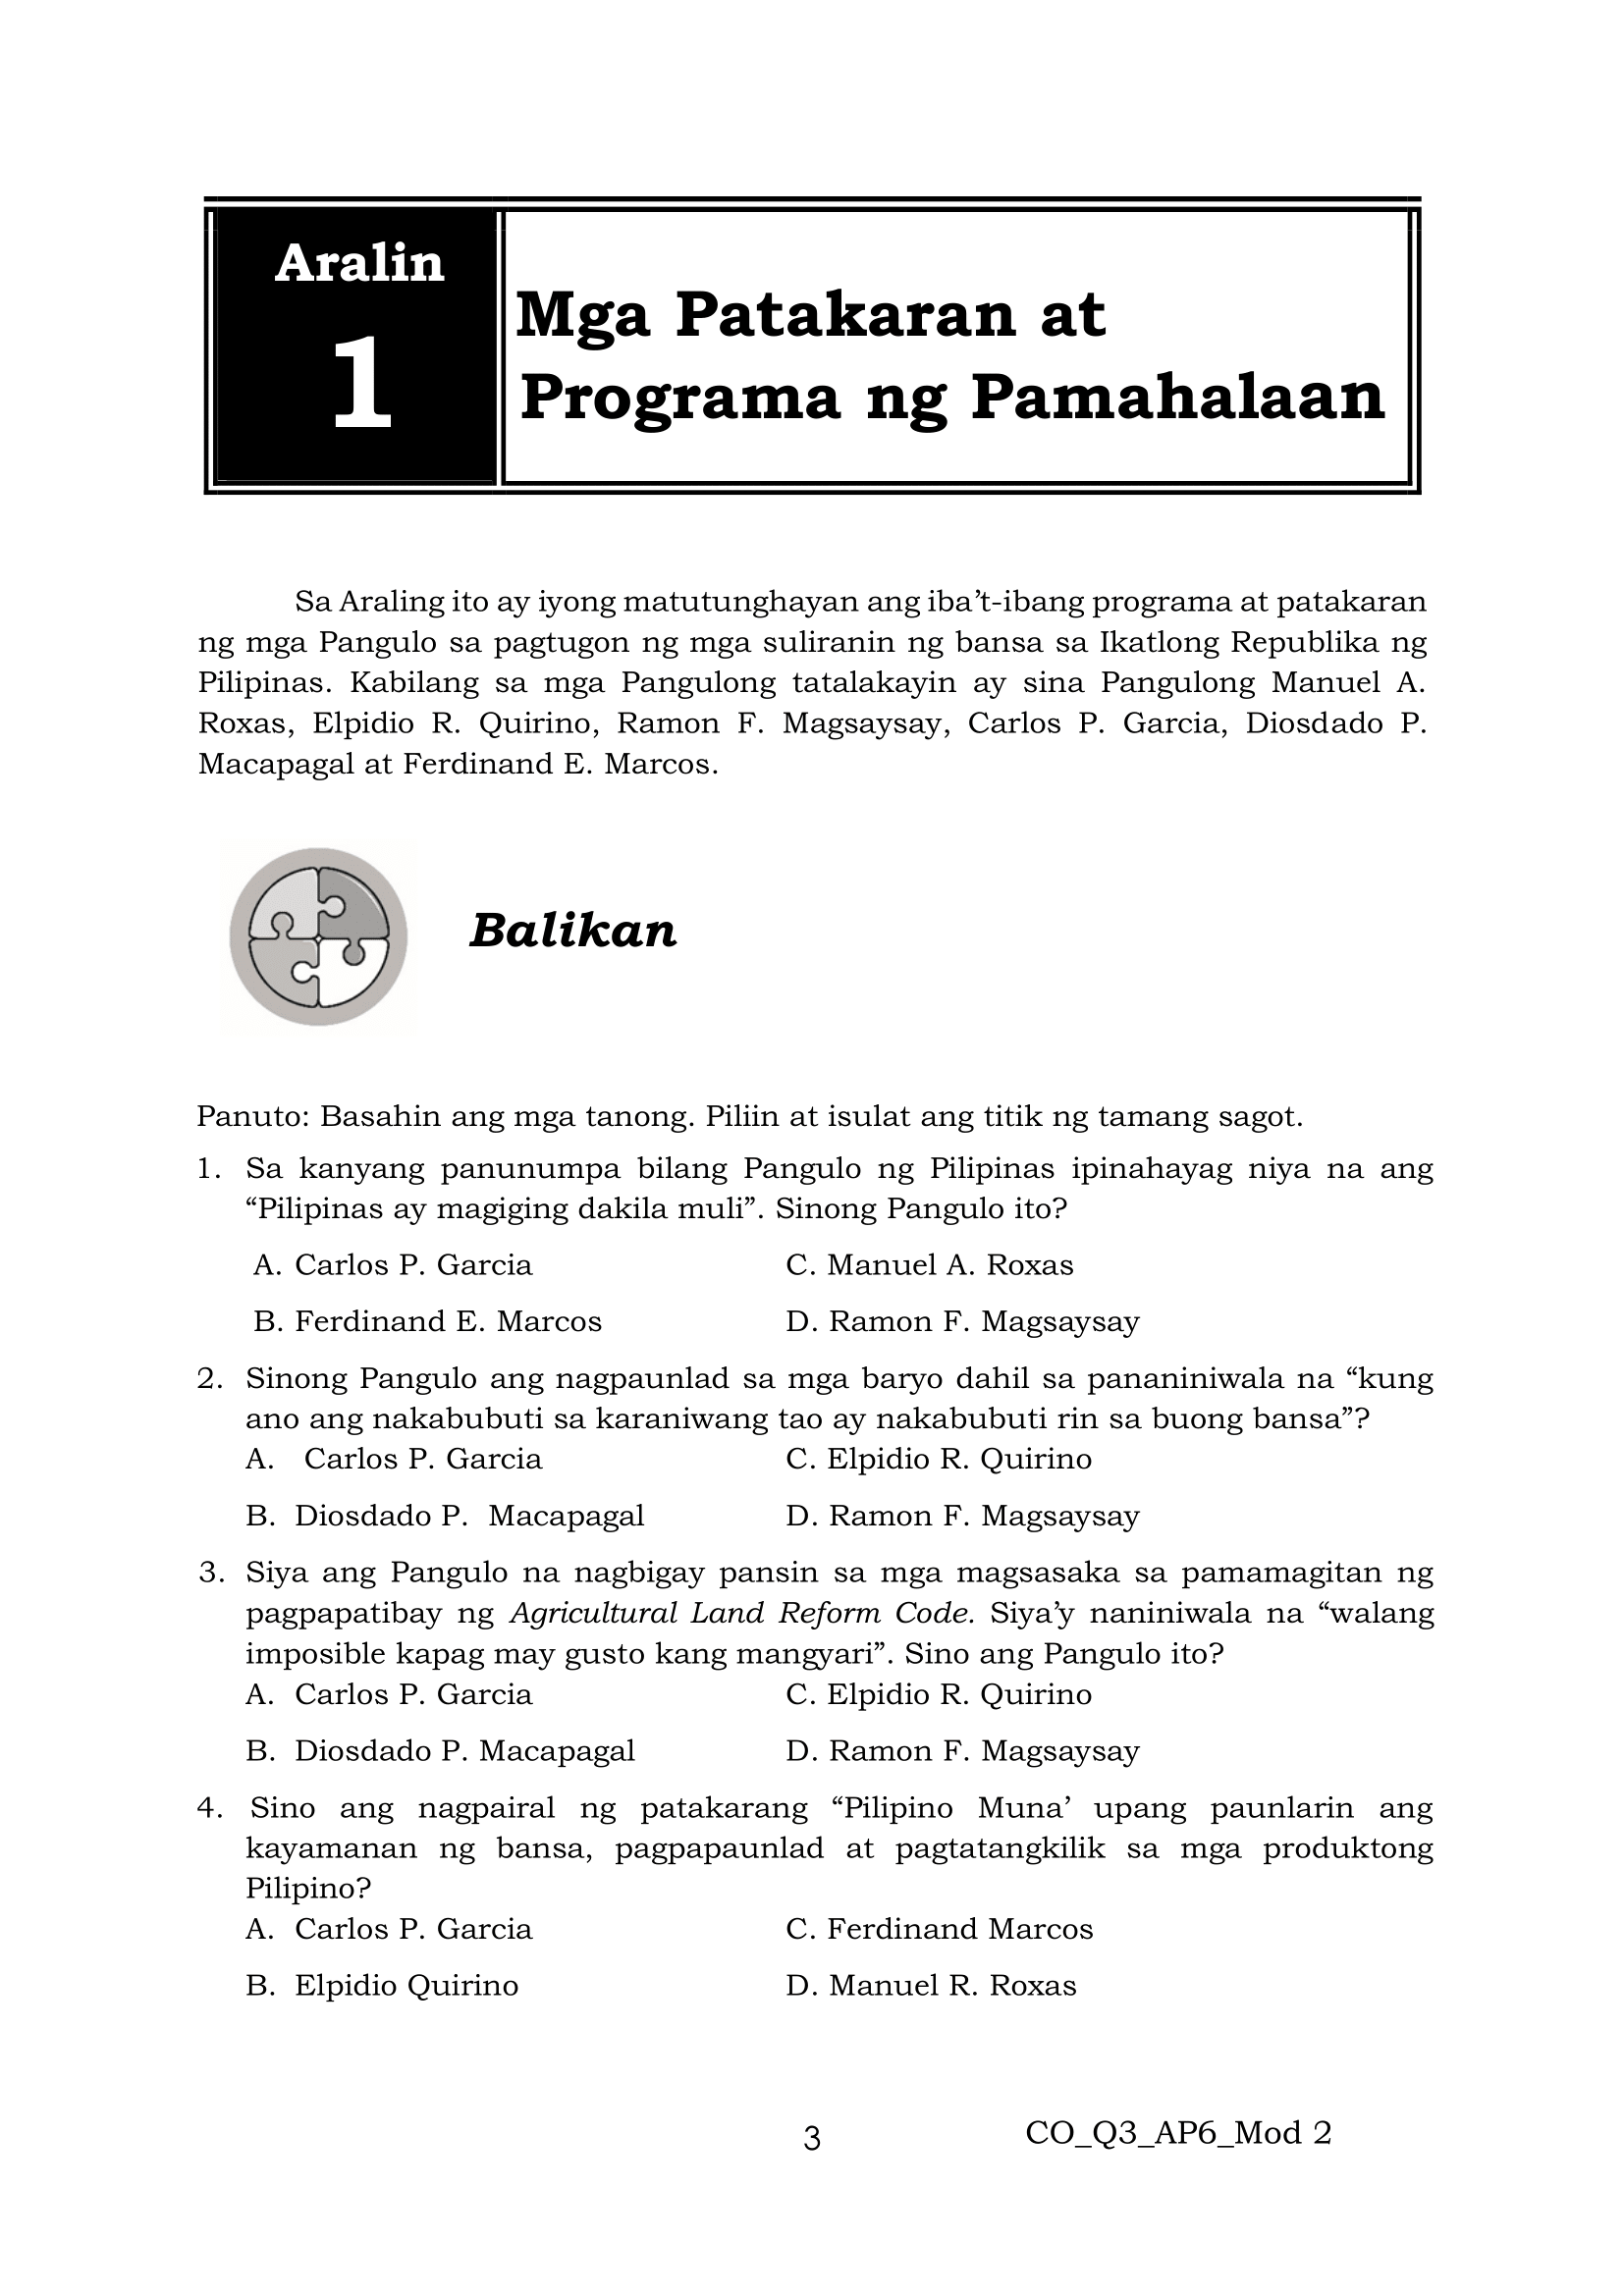 Aralin
1
Mga Patakaran at
Programa ng Pamahalaan
Sa Araling ito ay iyong matutunghayan ang iba’t-ibang programa at patakaran
ng mga Pangulo sa pagtugon ng mga suliranin ng bansa sa Ikatlong Republika ng
Pilipinas. Kabilang sa mga Pangulong tatalakayin ay sina Pangulong Manuel A.
Roxas, Elpidio R. Quirino, Ramon F. Magsaysay, Carlos P. Garcia, Diosdado P.
Macapagal at Ferdinand E. Marcos.
Balikan
Panuto: Basahin ang mga tanong. Piliin at isulat ang titik ng tamang sagot.
1. Sa kanyang panunumpa bilang Pangulo ng Pilipinas ipinahayag niya na ang
“Pilipinas ay magiging dakila muli”. Sinong Pangulo ito?
A. Carlos P. Garcia C. Manuel A. Roxas
B. Ferdinand E. Marcos D. Ramon F. Magsaysay
2. Sinong Pangulo ang nagpaunlad sa mga baryo dahil sa pananiniwala na “kung
ano ang nakabubuti sa karaniwang tao ay nakabubuti rin sa buong bansa”?
A. Carlos P. Garcia C. Elpidio R. Quirino
B. Diosdado P. Macapagal D. Ramon F. Magsaysay
3. Siya ang Pangulo na nagbigay pansin sa mga magsasaka sa pamamagitan ng
pagpapatibay ng Agricultural Land Reform Code. Siya’y naniniwala na “walang
imposible kapag may gusto kang mangyari”. Sino ang Pangulo ito?
A. Carlos P. Garcia C. Elpidio R. Quirino
B. Diosdado P. Macapagal D. Ramon F. Magsaysay
4. Sino ang nagpairal ng patakarang “Pilipino Muna’ upang paunlarin ang
kayamanan ng bansa, pagpapaunlad at pagtatangkilik sa mga produktong
Pilipino?
A. Carlos P. Garcia C. Ferdinand Marcos
B. Elpidio Quirino D. Manuel R. Roxas
3 CO_Q3_AP6_Mod 2